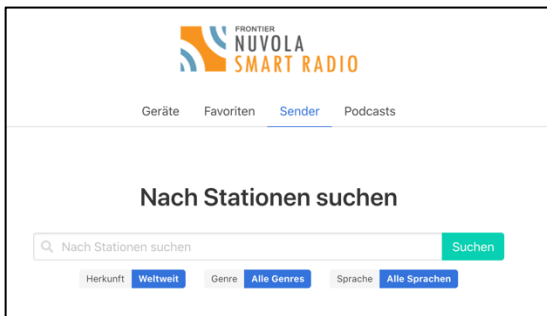 FRONTIER
NUVOLA
SMART RADIO
Geräte Favoriten Sender Podcasts
Nach Stationen suchen
Nach Stationen suchen Suchen
Herkunft Weltweit Genre Alle Genres Sprache Alle Sprachen